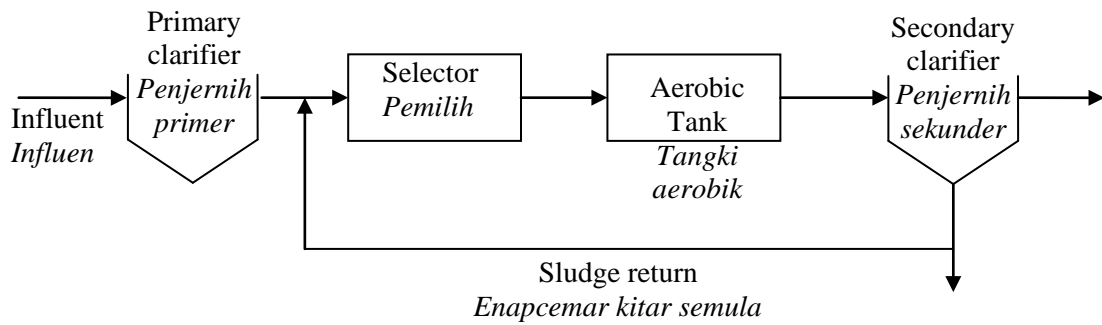 Primary
clarifier
Penjernih
primer
Influent
Influen
Selector
Pemilih
Aerobic
Tank
Tangki
aerobik
Secondary
clarifier
Penjernih
sekunder
Sludge return
Enapcemar kitar semula